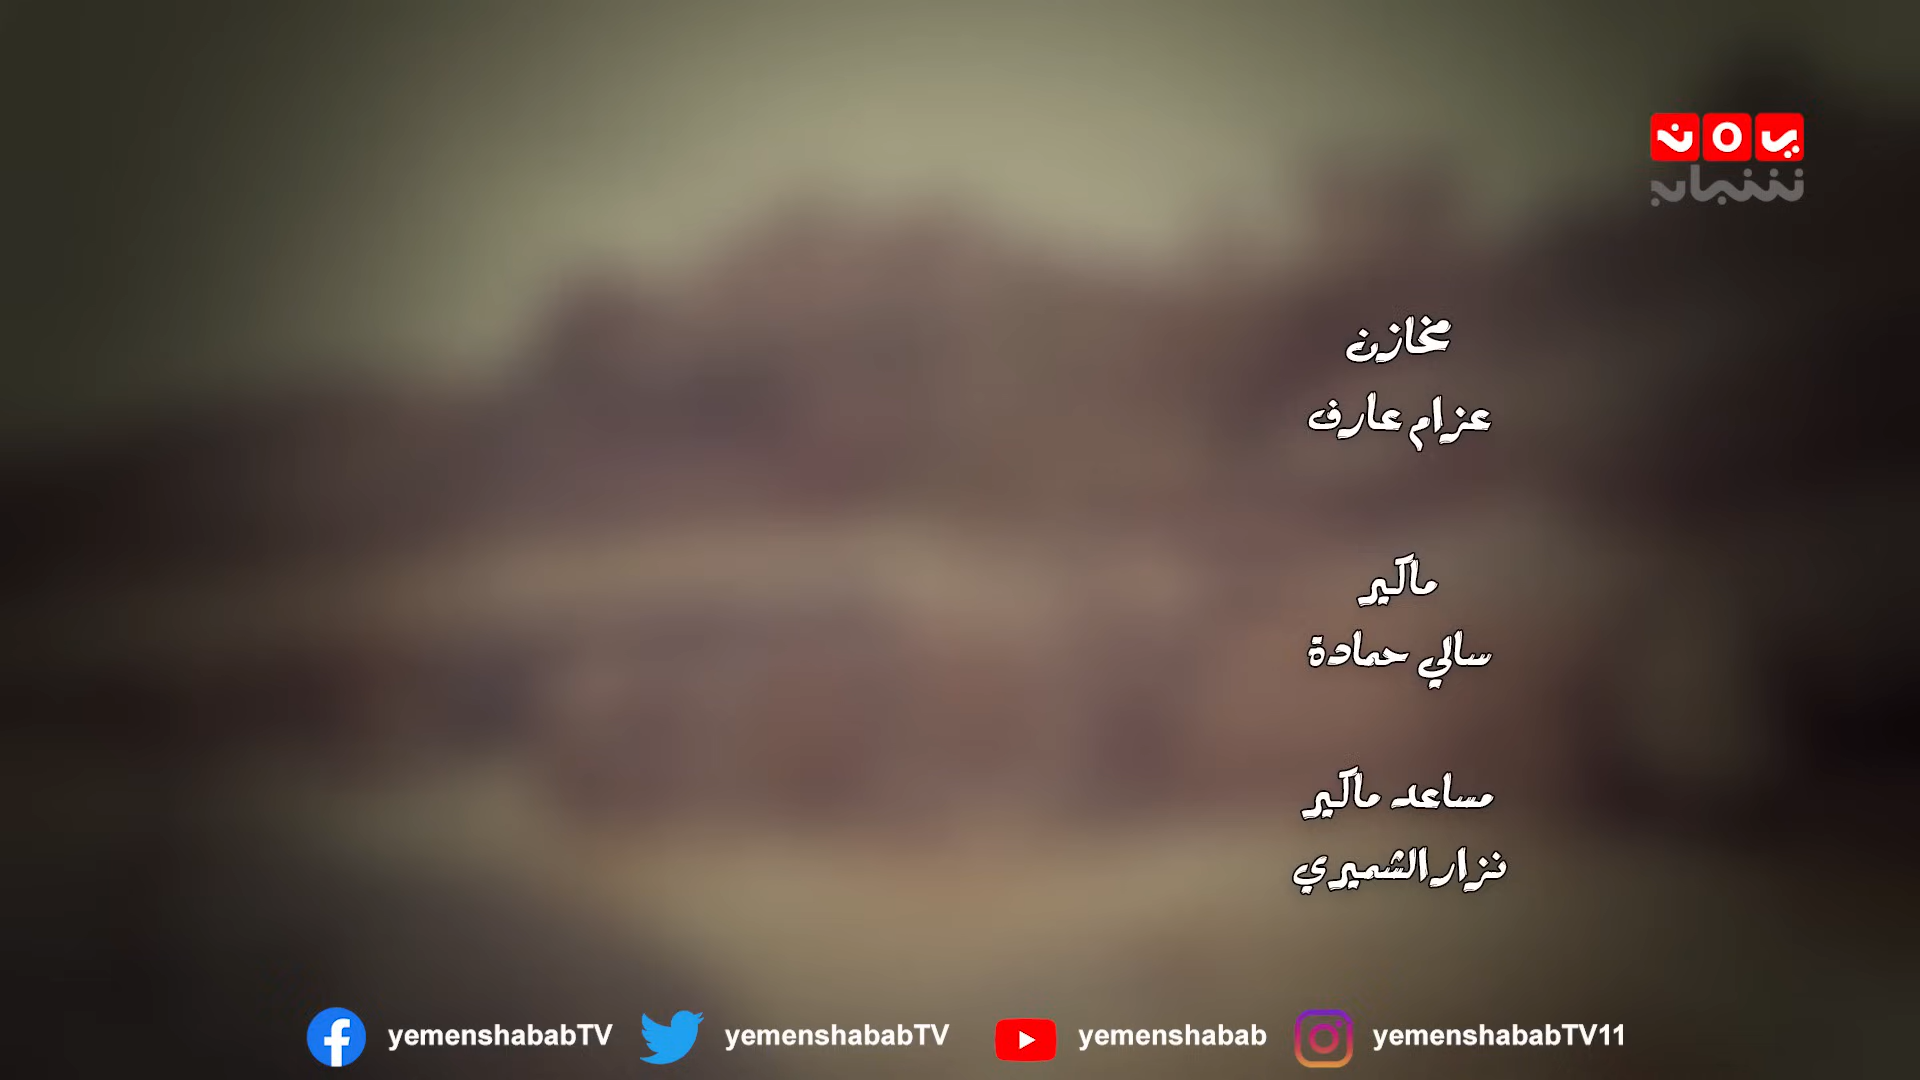 يمن
شباب
مخازن
عزام عارف
ماكير
سالي حمادة
مساعد ماكير
نزار الشميري
yemenshababTV
yemenshababTV
yemenshabab
yemenshababTV11